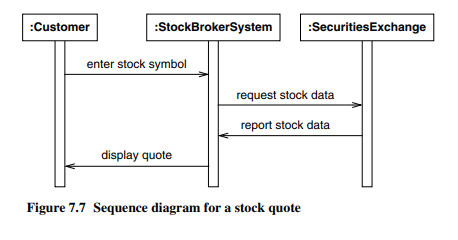 :Customer :StockBrokerSystem :SecuritiesExchange
enter stock symbol
request stock data
report stock data
display quote
Figure 7.7 Sequence diagram for a stock quote